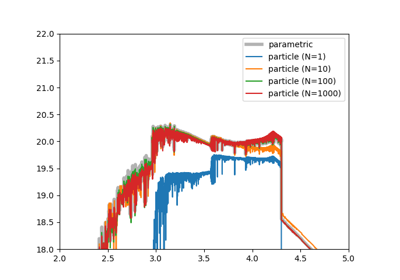 22.0
21.5
21.0
20.5
20.0
19.5
19.0
18.5
18.0
2.0 2.5 3.0 3.5 4.0 4.5 5.0
parametric
particle (N=1)
particle (N=10)
particle (N=100)
particle (N=1000)